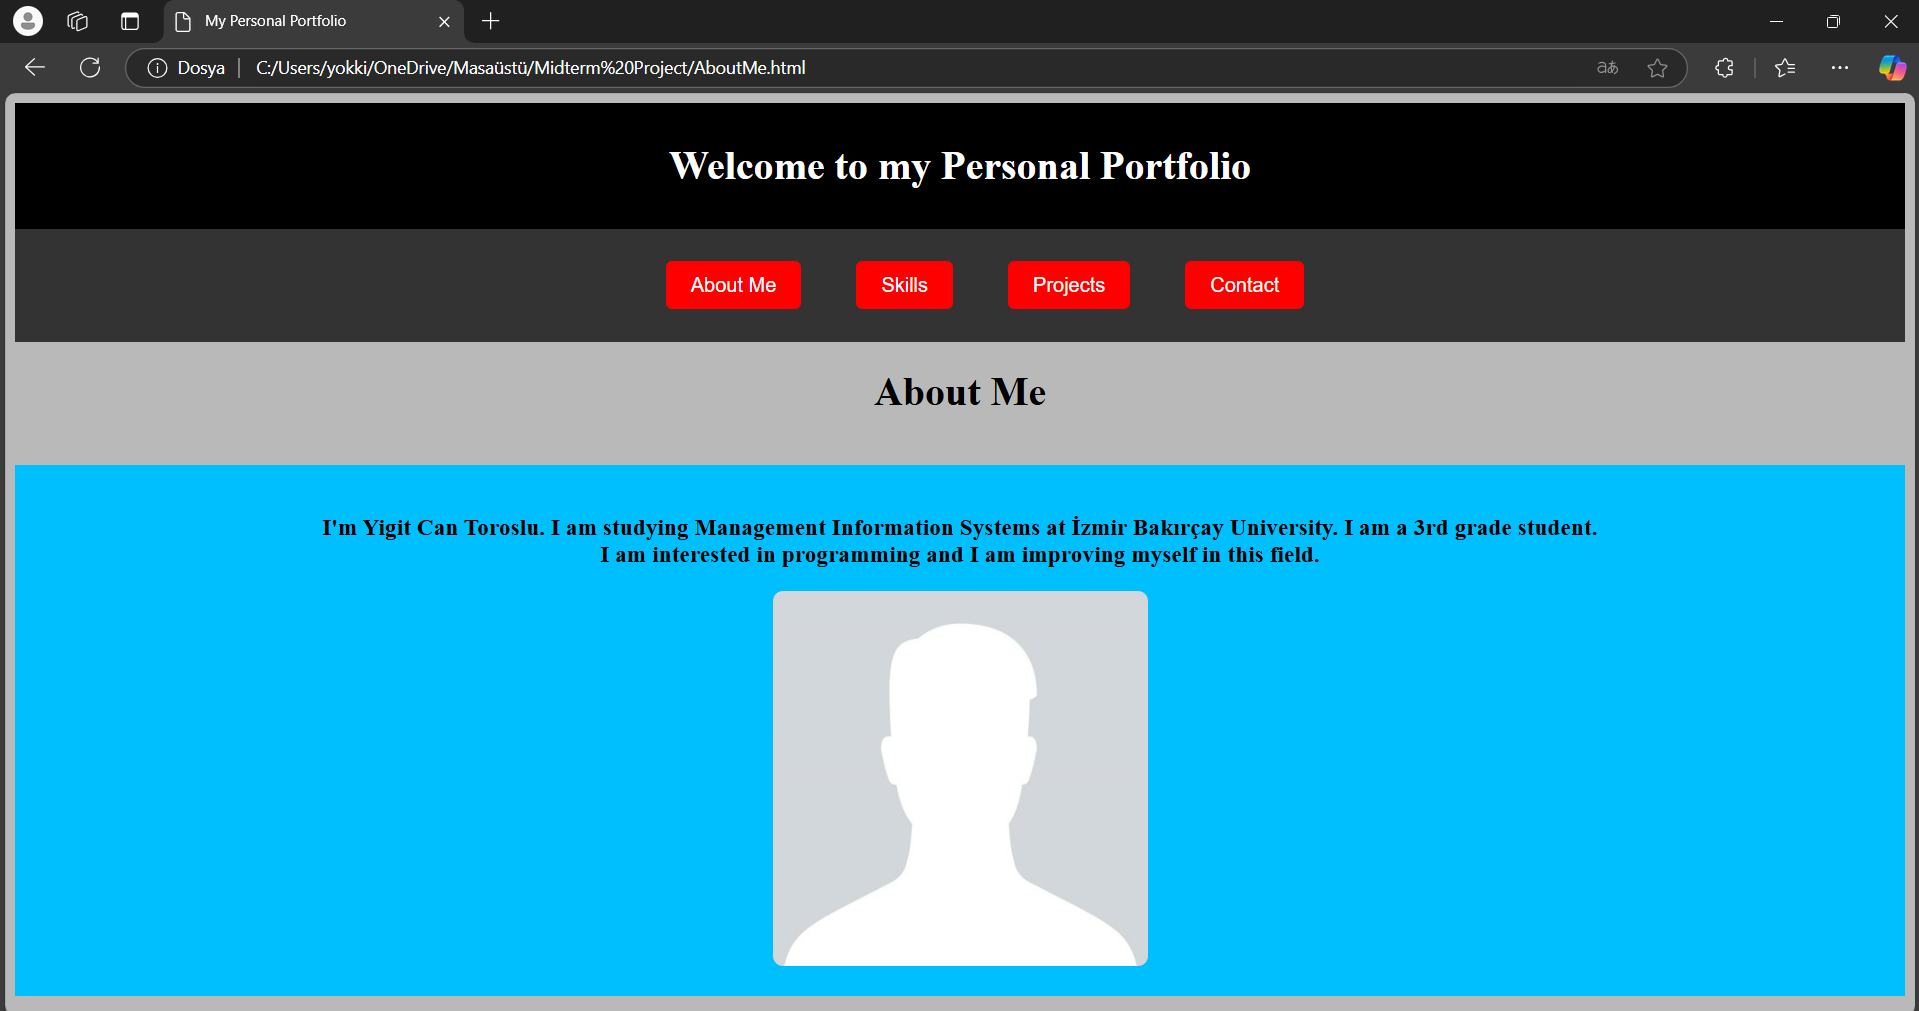 My Personal Portfolio
Dosya C:/Users/yokki/OneDrive/Masaüstü/Midterm%20Project/AboutMe.html aあ
Welcome to my Personal Portfolio
About Me Skills Projects Contact
About Me
I'm Yigit Can Toroslu. I am studying Management Information Systems at İzmir Bakırçay University. I am a 3rd grade student.
I am interested in programming and I am improving myself in this field.